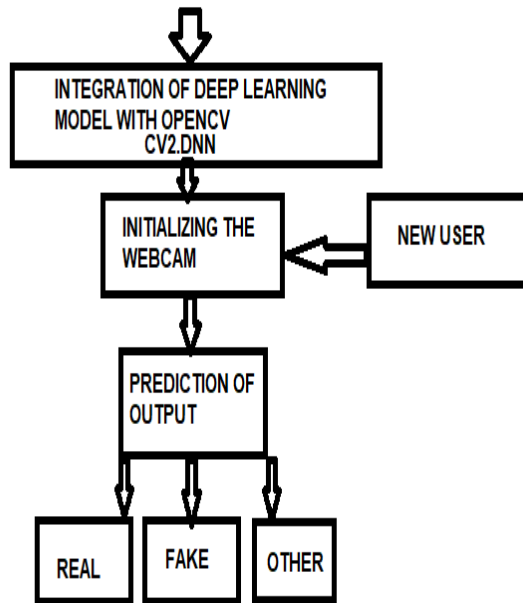 INTEGRATION OF DEEP LEARNING
MODEL WITH OPENCV
CV2.DNN
INITIALIZING THE
WEBCAM
NEW USER
PREDICTION OF
OUTPUT
REAL
FAKE
OTHER